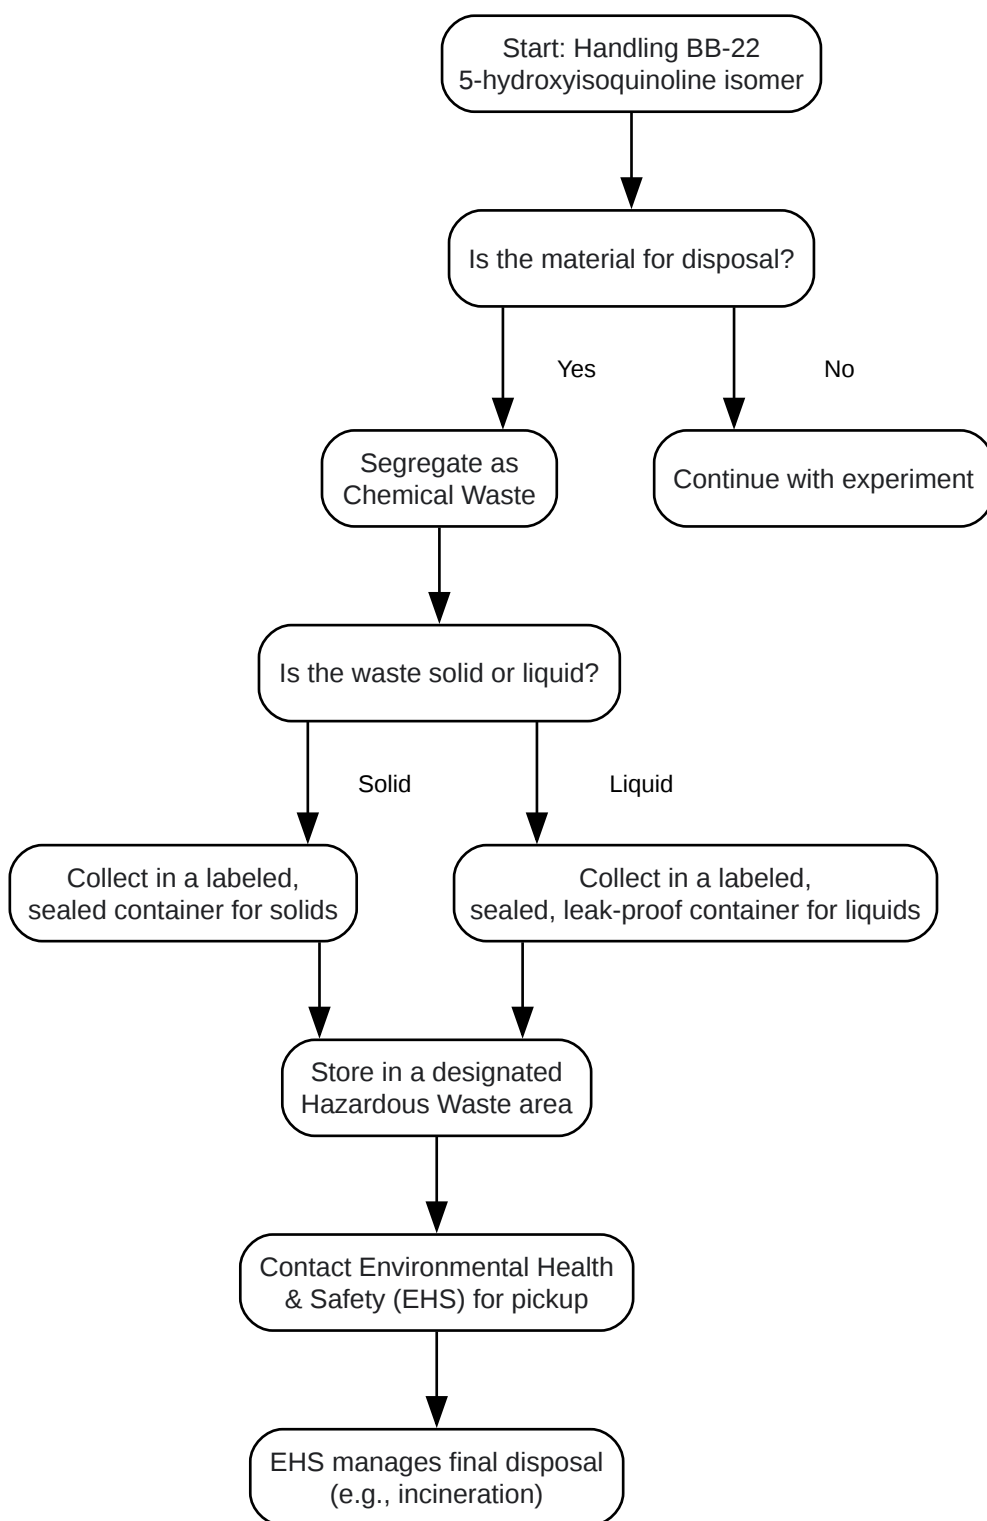 Start: Handling BB-22
5-hydroxyisoquinoline isomer
Is the material for disposal?
Yes
No
Segregate as
Chemical Waste
Continue with experiment
Is the waste solid or liquid?
Solid
Liquid
Collect in a labeled,
sealed container for solids
Collect in a labeled,
sealed, leak-proof container for liquids
Store in a designated
Hazardous Waste area
Contact Environmental Health
& Safety (EHS) for pickup
EHS manages final disposal
(e.g., incineration)